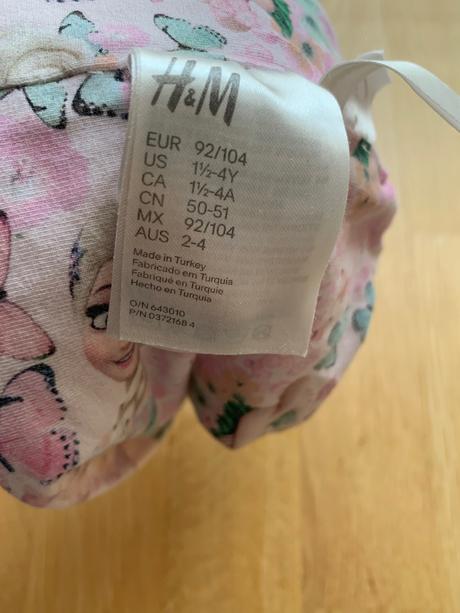 H&M
EUR 92/104
US 1½-4Y
CA 1½-4A
CN 50-51
MX 92/104
AUS 2-4
Made in Turkey
Fabricado em Turquia
Fabriqué en Turquie
Hecho en Turquia
O/N 643010
P/N D372168 4